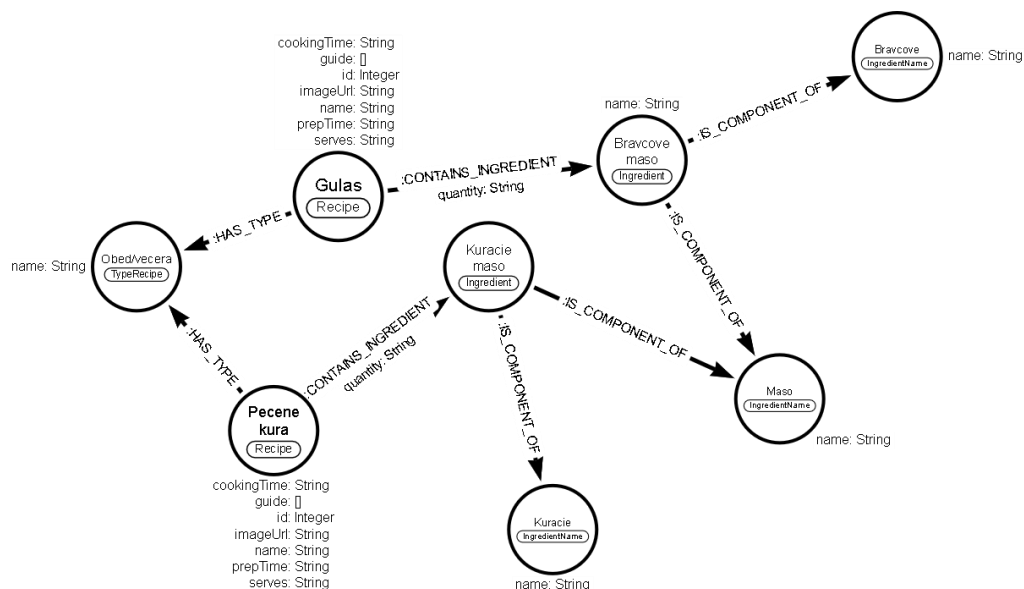 cookingTime: String
guide: []
id: Integer
imageUrl: String
name: String
prepTime: String
serves: String
Gulas
Recipe
:CONTAINS_INGREDIENT
quantity: String
name: String
Bravcove
maso
Ingredient
:IS_COMPONENT_OF
Bravcove
IngredientName
name: String
:HAS_TYPE
name: String
Obed/vecera
TypeRecipe
:IS_COMPONENT_OF
Kuracie
maso
Ingredient
:IS_COMPONENT_OF
:HAS_TYPE
:CONTAINS_INGREDIENT
quantity: String
:IS_COMPONENT_OF
Maso
IngredientName
name: String
Pecene
kura
Recipe
cookingTime: String
guide: []
id: Integer
imageUrl: String
name: String
prepTime: String
serves: String
Kuracie
IngredientName
name: String